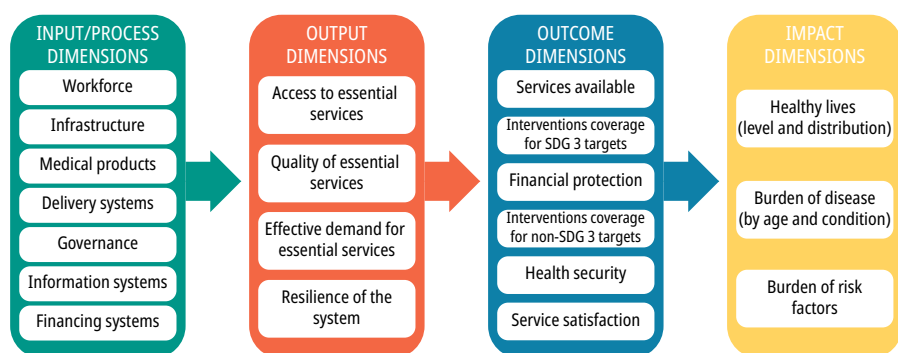 INPUT/PROCESS
DIMENSIONS
Workforce
Infrastructure
Medical products
Delivery systems
Governance
Information systems
Financing systems
OUTPUT
DIMENSIONS
Access to essential
services
Quality of essential
services
Effective demand for
essential services
Resilience of the
system
OUTCOME
DIMENSIONS
Services available
Interventions coverage
for SDG 3 targets
Financial protection
Interventions coverage
for non-SDG 3 targets
Health security
Service satisfaction
IMPACT
DIMENSIONS
Healthy lives
(level and distribution)
Burden of disease
(by age and condition)
Burden of risk
factors